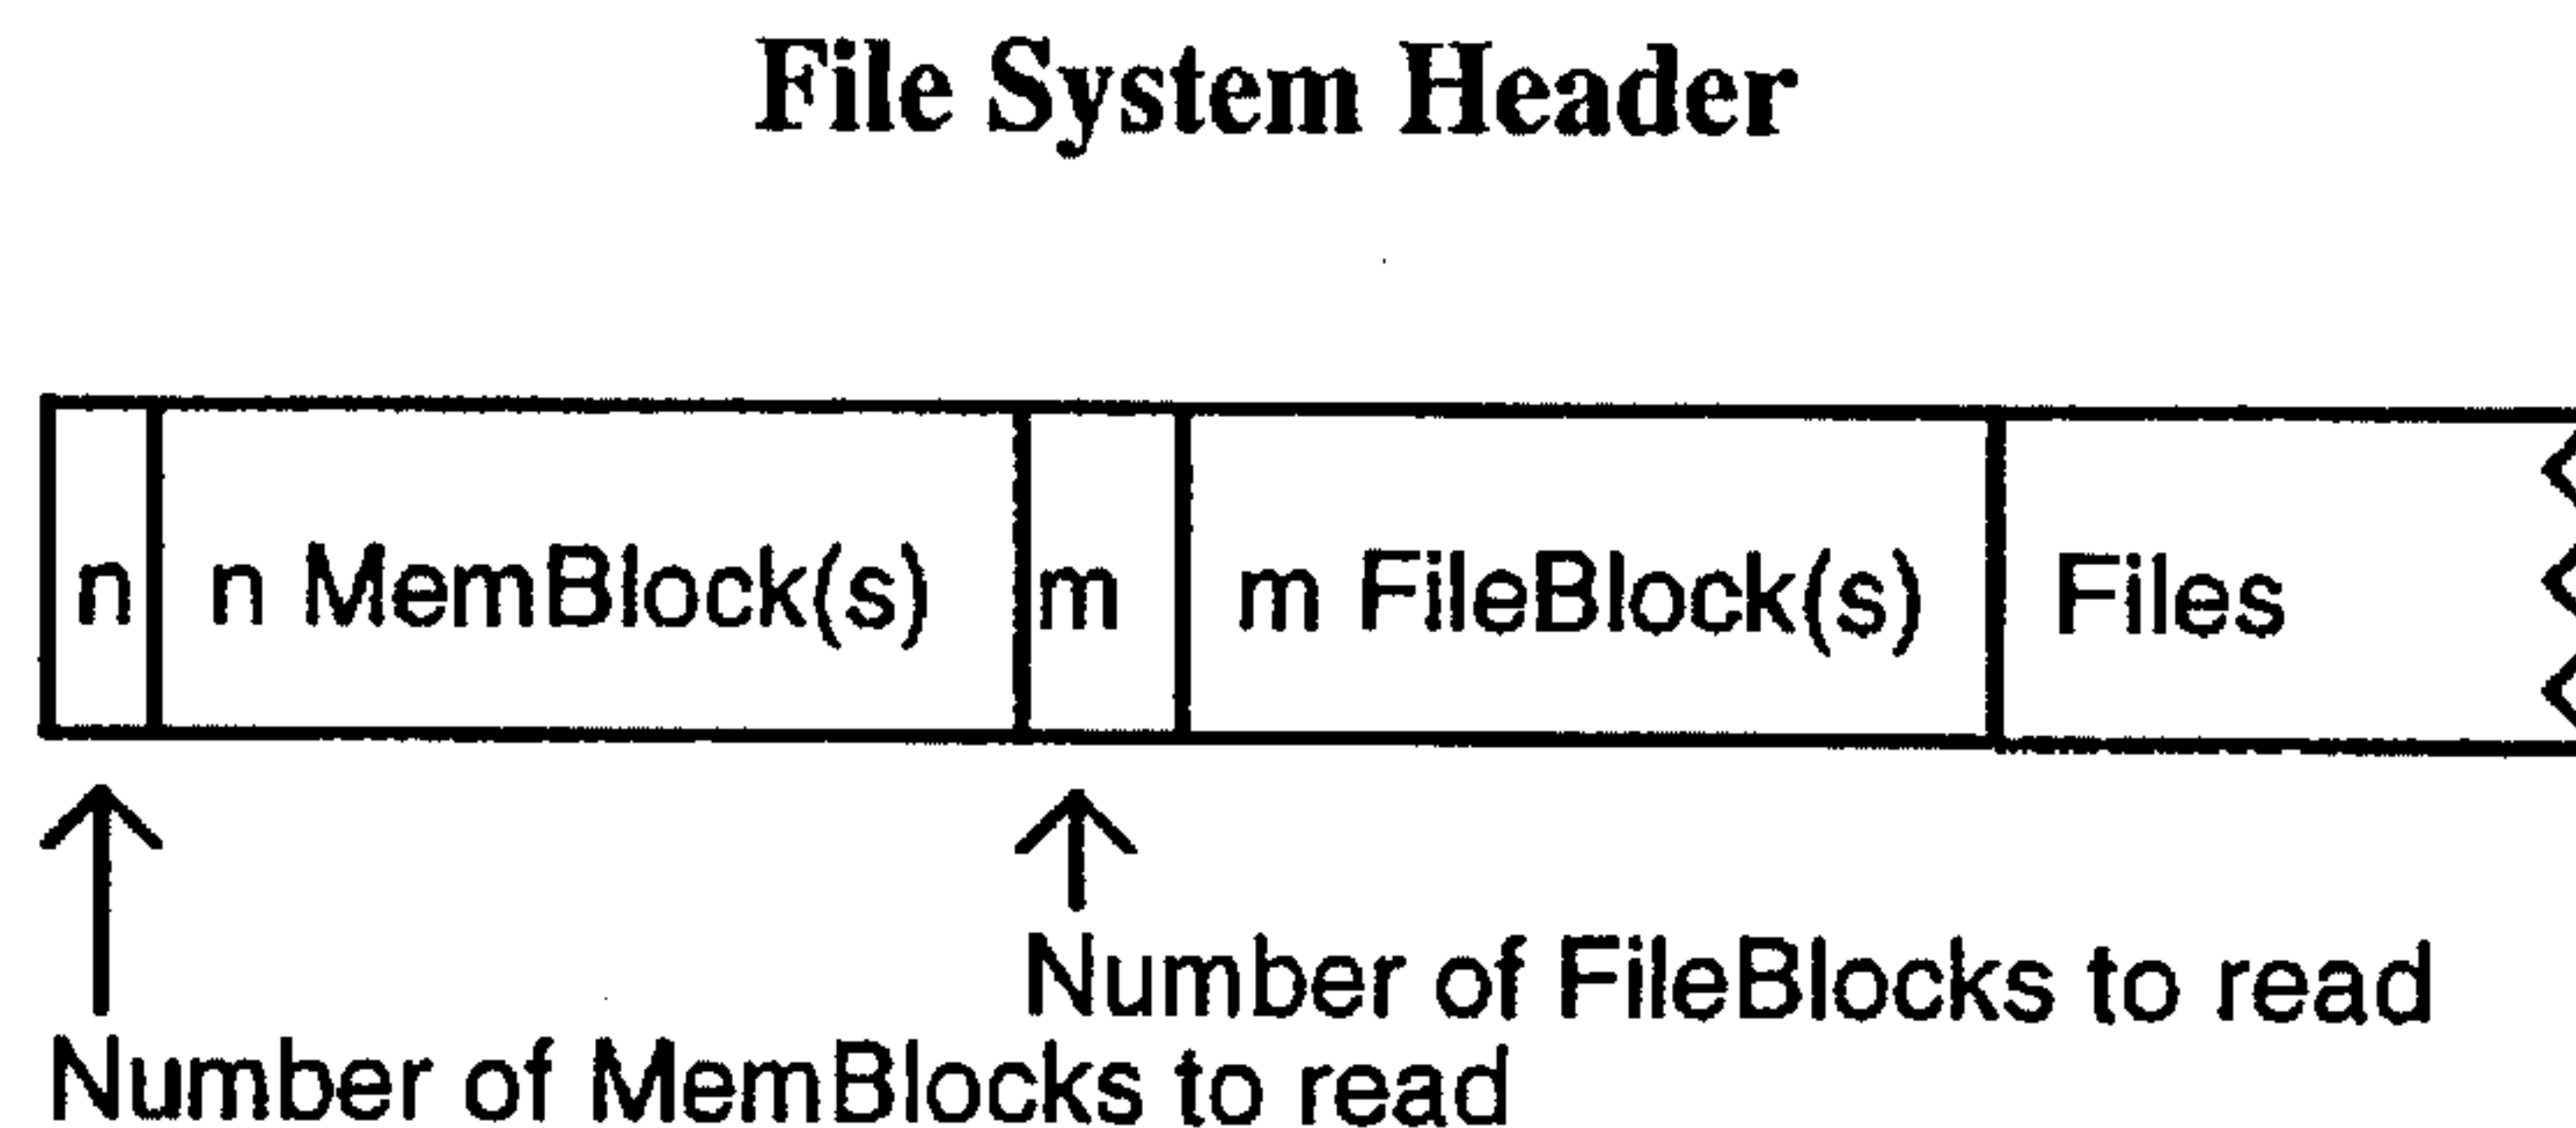 File System Header
n
n MemBlock(s)
m
m FileBlock(s)
Files
Number of FileBlocks to read
Number of MemBlocks to read